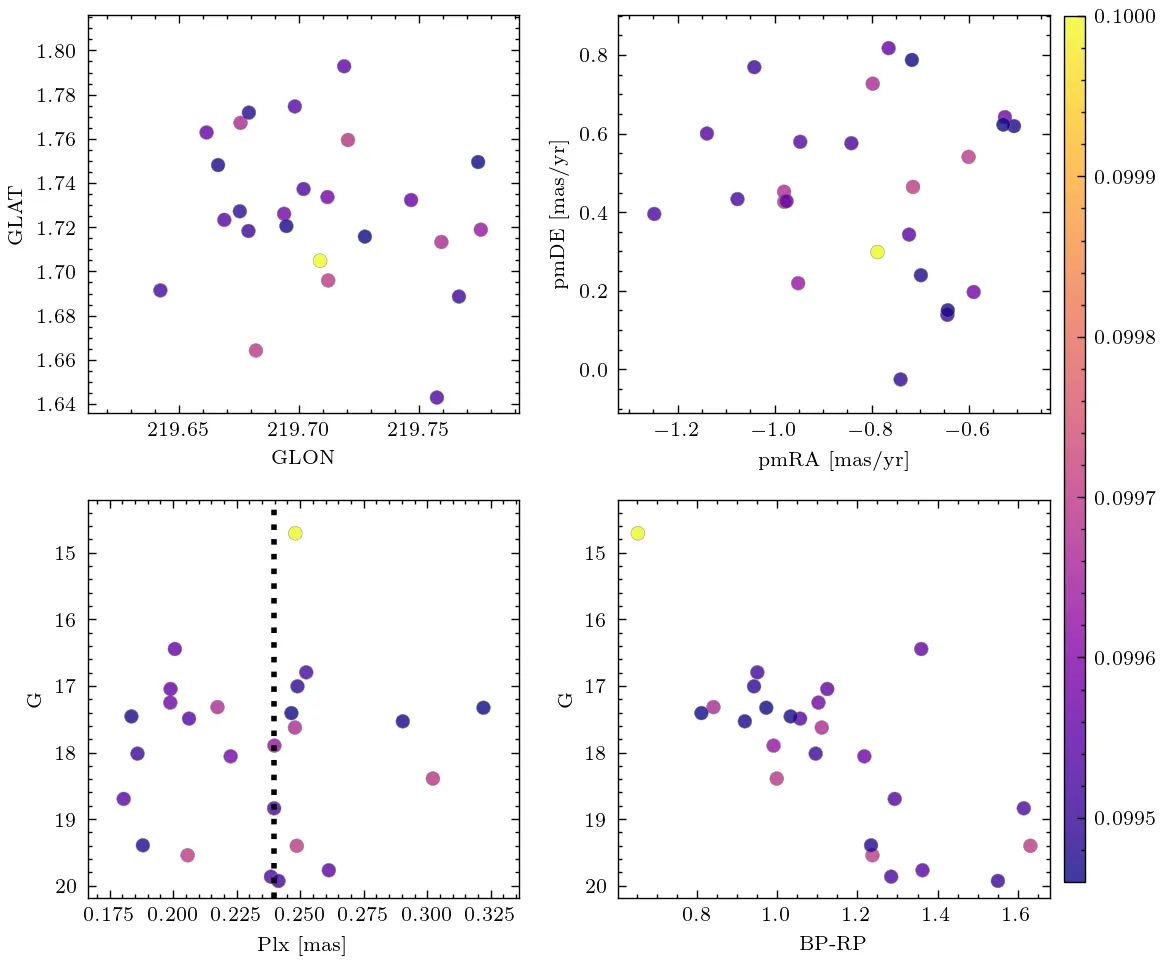 1.80
1.78
1.76
1.74
1.72
1.70
1.68
1.66
1.64
GLAT
219.65 219.70 219.75
GLON
0.8
0.6
0.4
0.2
0.0
pmDE [mas/yr]
−1.2 −1.0 −0.8 −0.6
pmRA [mas/yr]
15
16
17
18
19
20
G
0.175 0.200 0.225 0.250 0.275 0.300 0.325
Plx [mas]
15
16
17
18
19
20
G
0.8 1.0 1.2 1.4 1.6
BP-RP
0.1000
0.0999
0.0998
0.0997
0.0996
0.0995